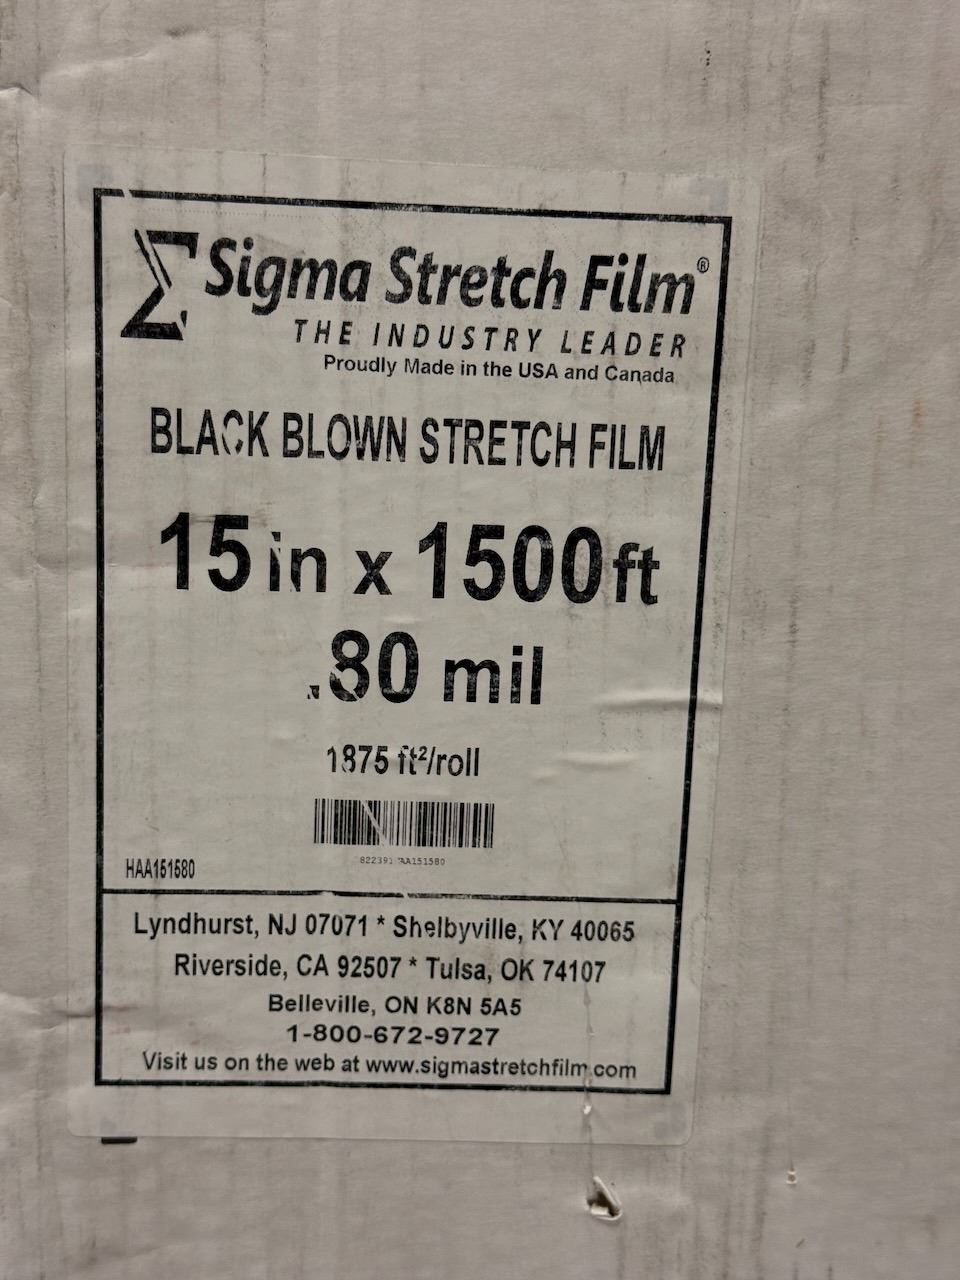 Sigma Stretch Film®
THE INDUSTRY LEADER
Proudly Made in the USA and Canada
BLACK BLOWN STRETCH FILM
15 in x 1500 ft
.80 mil
1875 ft²/roll
HAA151580
Lyndhurst, NJ 07071 * Shelbyville, KY 40065
Riverside, CA 92507 * Tulsa, OK 74107
Belleville, ON K8N 5A5
1-800-672-9727
Visit us on the web at www.sigmastretchfilm.com